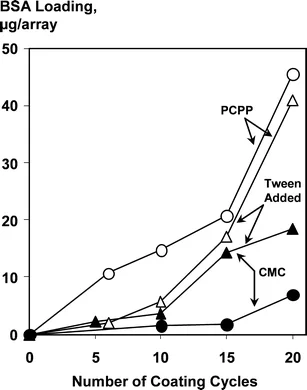 BSA Loading,
µg/array
50
40
30
20
10
0
PCPP
Tween
Added
CMC
0 5 10 15 20
Number of Coating Cycles